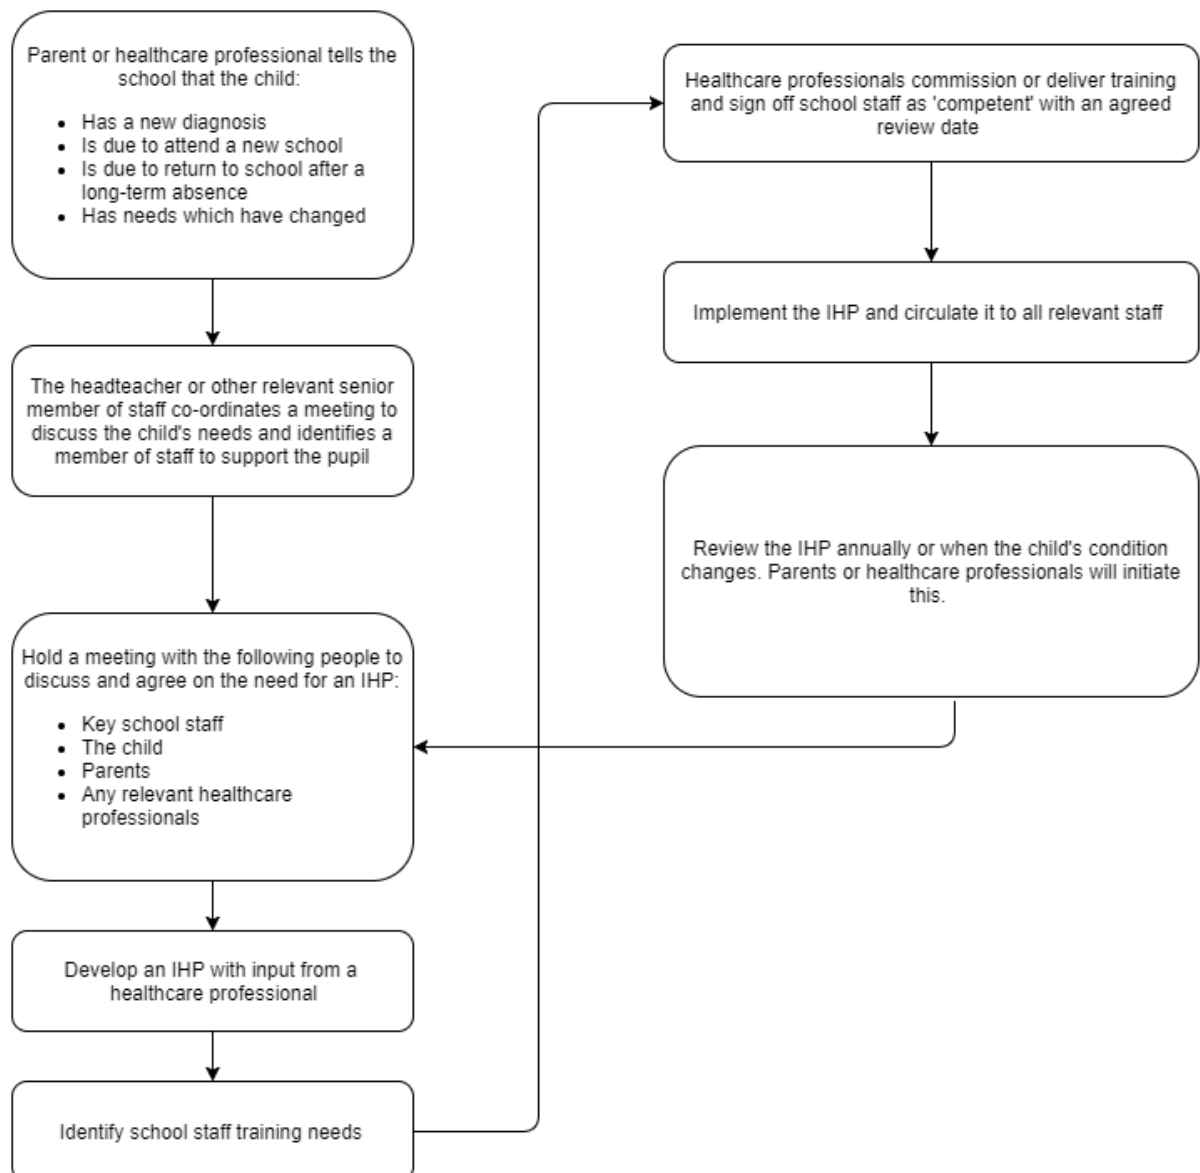 Parent or healthcare professional tells the
school that the child:
• Has a new diagnosis
• Is due to attend a new school
• Is due to return to school after a
long-term absence
• Has needs which have changed
The headteacher or other relevant senior
member of staff co-ordinates a meeting to
discuss the child's needs and identifies a
member of staff to support the pupil
Hold a meeting with the following people to
discuss and agree on the need for an IHP:
• Key school staff
• The child
• Parents
• Any relevant healthcare
professionals
Develop an IHP with input from a
healthcare professional
Identify school staff training needs
Healthcare professionals commission or deliver training
and sign off school staff as 'competent' with an agreed
review date
Implement the IHP and circulate it to all relevant staff
Review the IHP annually or when the child's condition
changes. Parents or healthcare professionals will initiate
this.